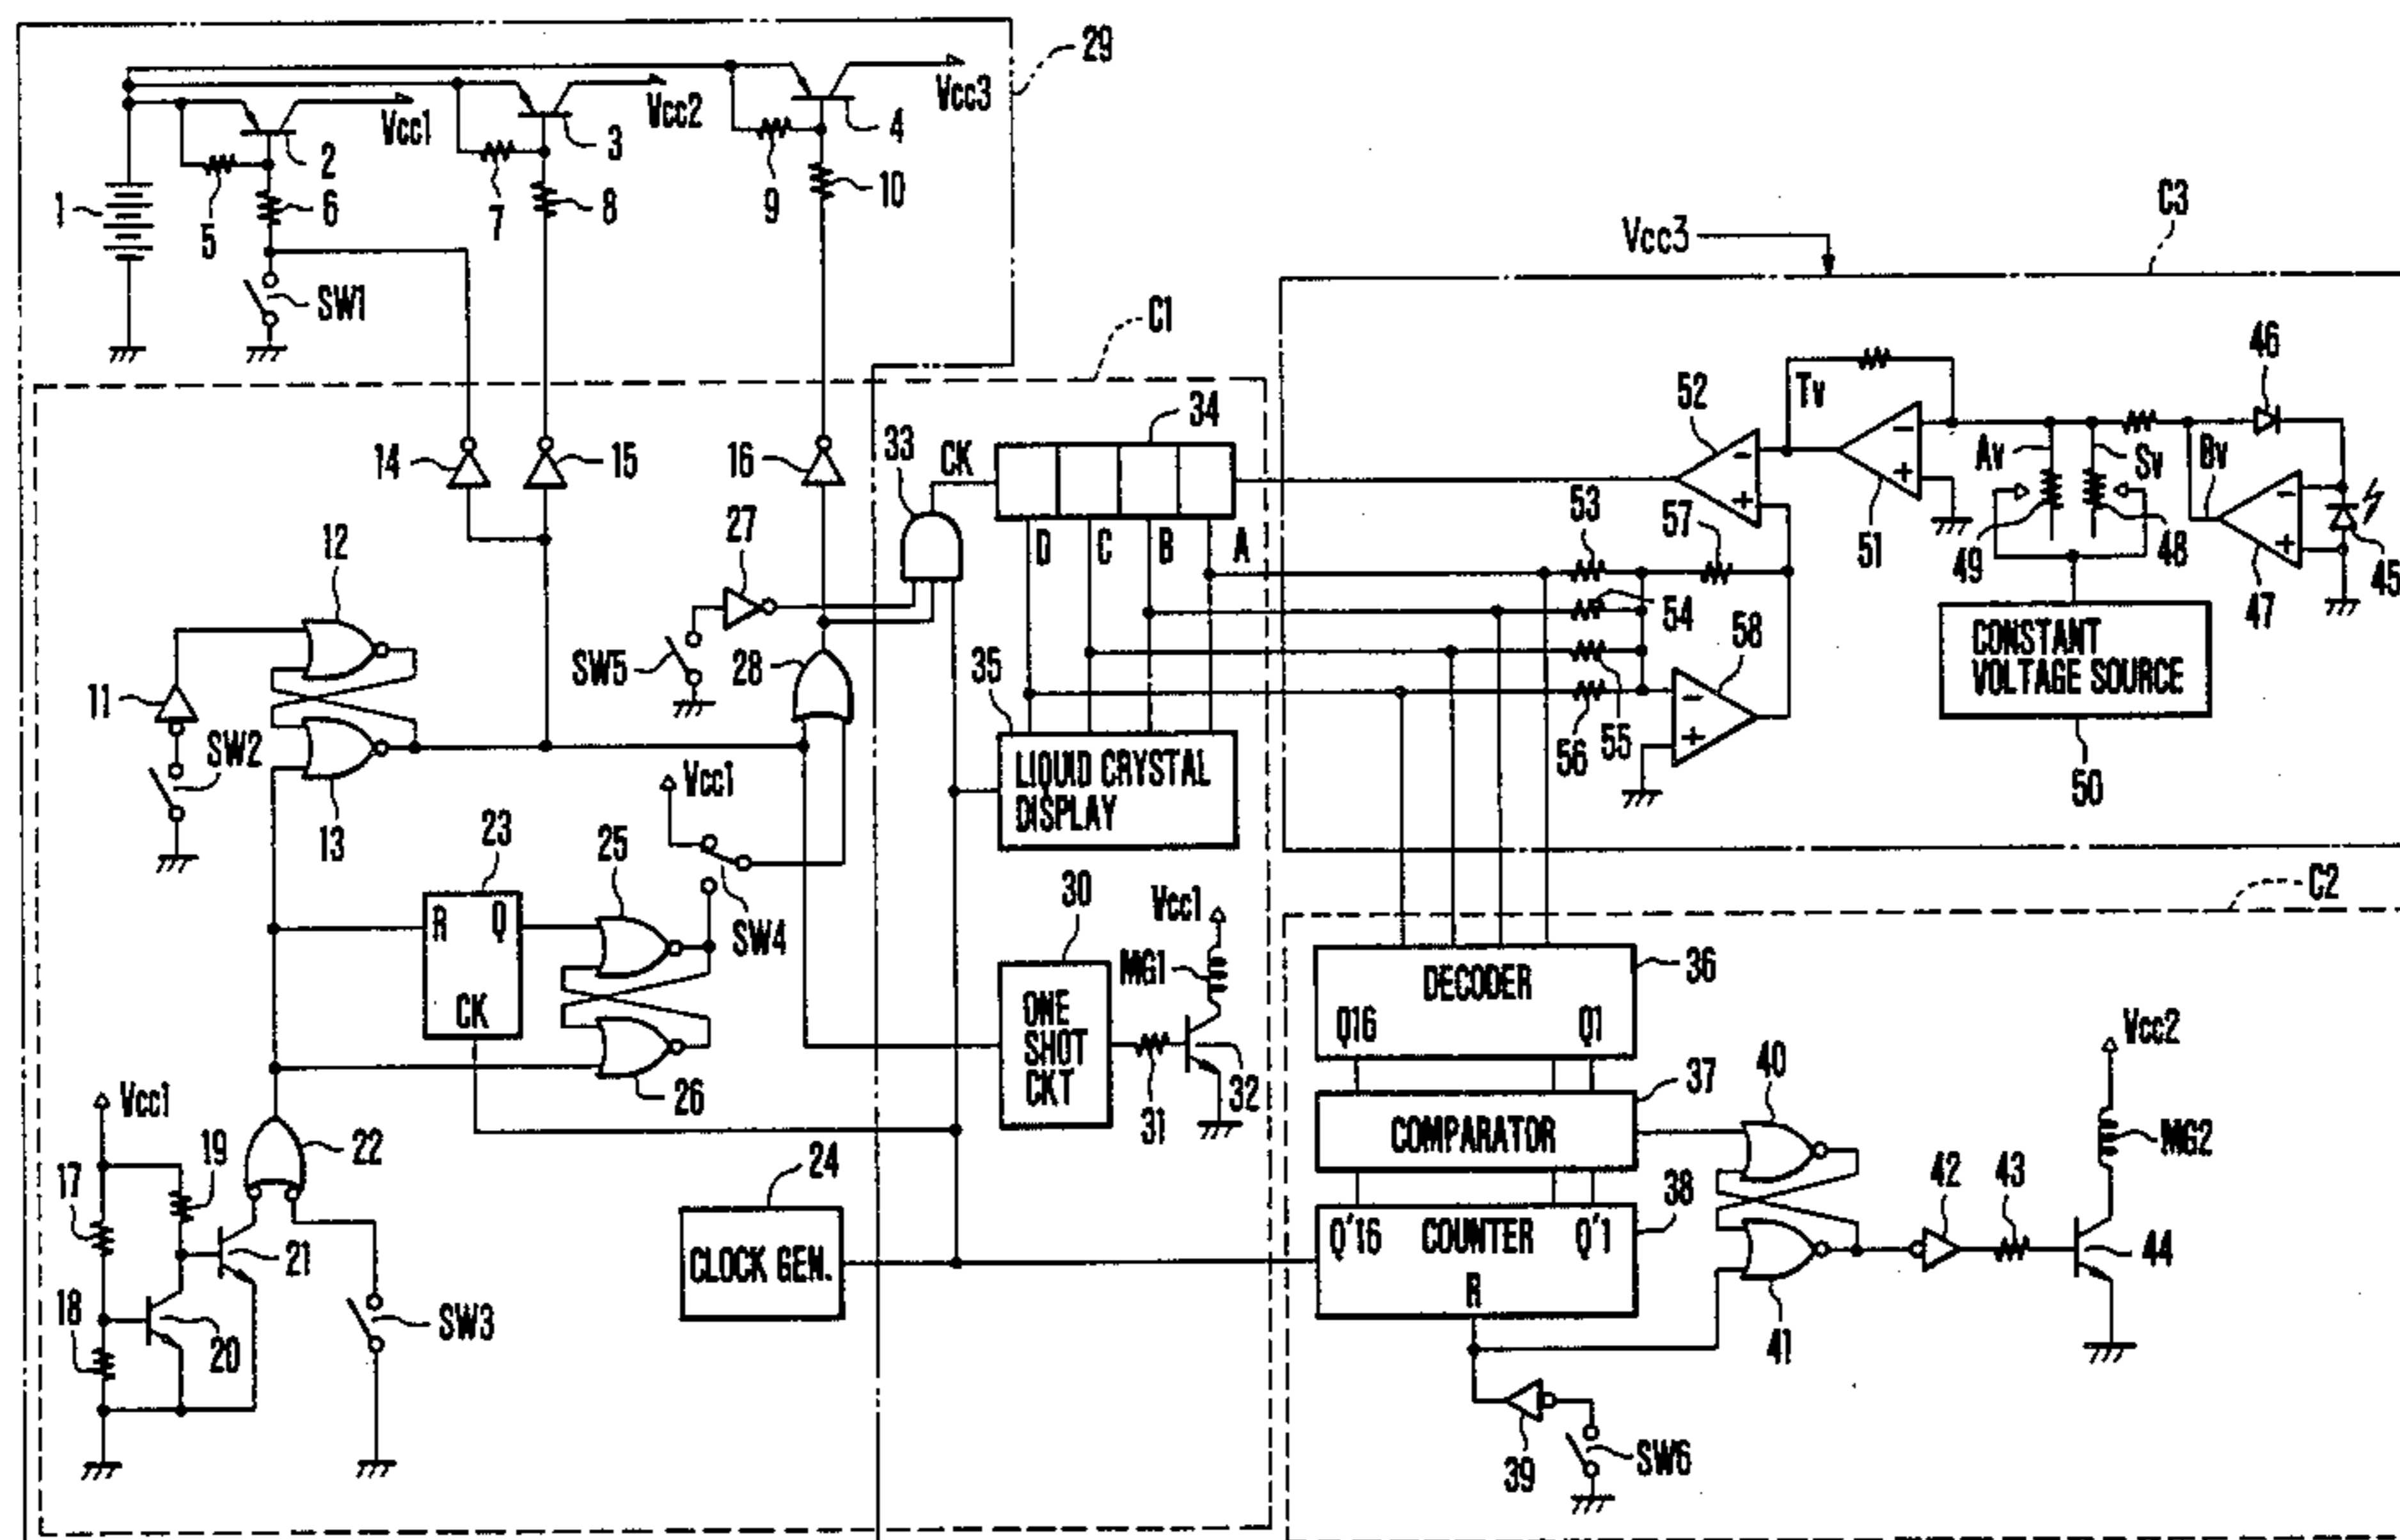 29
Vcc1
Vcc2
Vcc3
2
3
4
1
5
6
7
8
9
10
SW1
C1
Vcc3
C3
14
15
16
33
CK
34
52
Tv
46
27
53
57
51
Av
Sv
Bv
49
48
47
45
12
D
C
B
A
54
SW5
28
35
58
CONSTANT
VOLTAGE SOURCE
11
SW2
56
55
50
LIQUID CRYSTAL
DISPLAY
13
Vcc1
23
25
R
Q
CK
SW4
30
Vcc1
C2
MG1
ONE
SHOT
CKT
DECODER
36
Q16
Q1
Vcc2
26
31
32
37
40
COMPARATOR
MG2
Vcc1
17
19
22
24
38
42
43
CLOCK GEN.
Q'16
COUNTER
Q'1
R
44
21
18
20
SW3
41
39
SW6